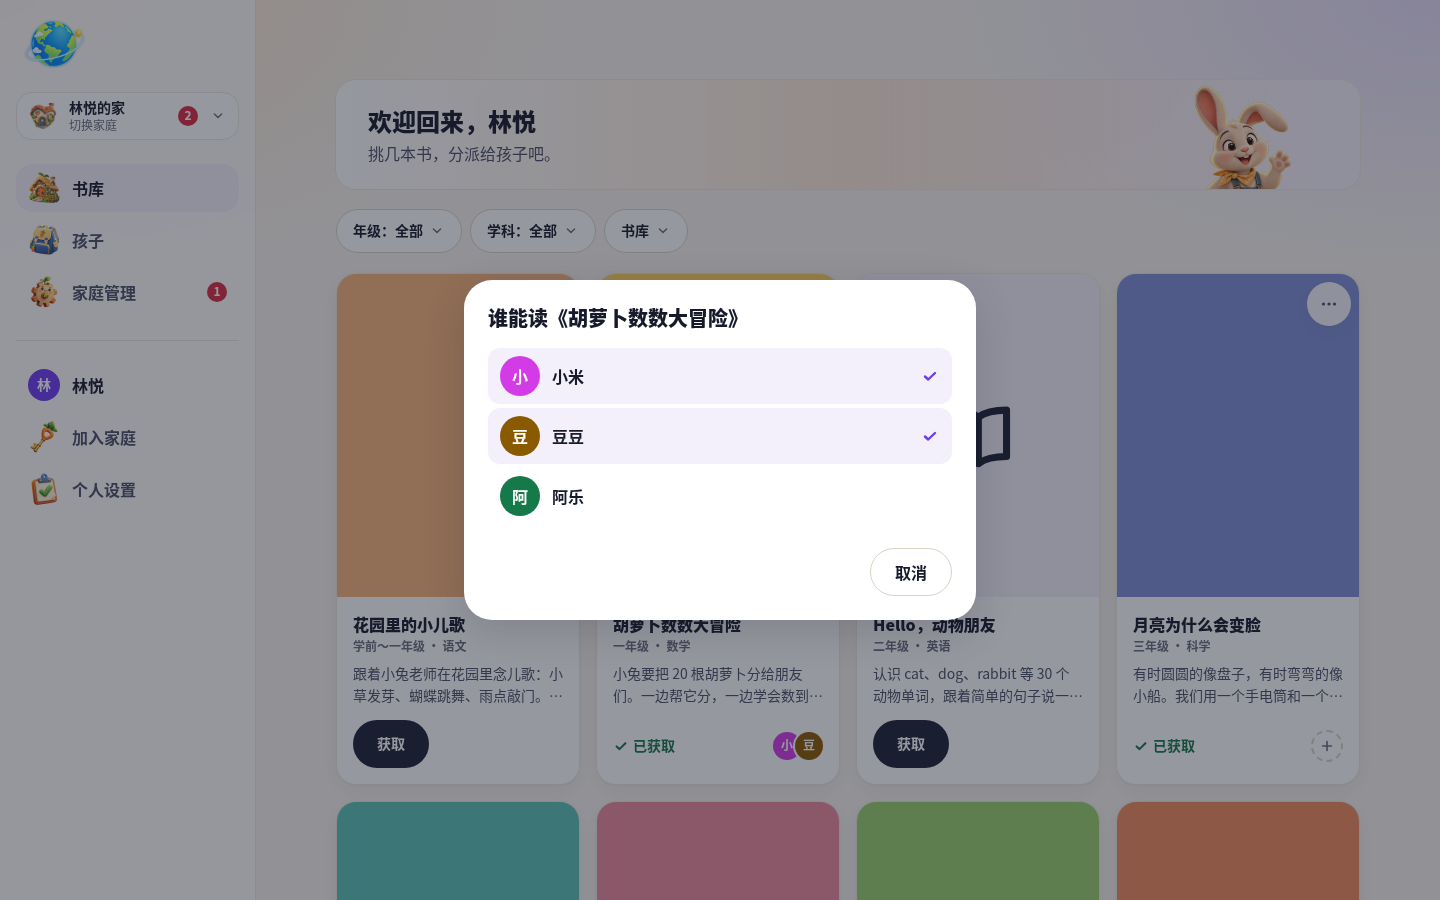 林悦的家
切换家庭
2
书库
孩子
家庭管理
1
林
林悦
加入家庭
个人设置
欢迎回来，林悦
挑几本书，分派给孩子吧。
年级：全部
学科：全部
书库
谁能读《胡萝卜数数大冒险》
小
小米
豆
豆豆
阿
阿乐
取消
花园里的小儿歌
学前～一年级 · 语文
跟着小兔老师在花园里念儿歌：小
草发芽、蝴蝶跳舞、雨点敲门。…
获取
胡萝卜数数大冒险
一年级 · 数学
小兔要把 20 根胡萝卜分给朋友
们。一边帮它分，一边学会数到…
已获取
小
豆
Hello，动物朋友
二年级 · 英语
认识 cat、dog、rabbit 等 30 个
动物单词，跟着简单的句子说一…
获取
月亮为什么会变脸
三年级 · 科学
有时圆圆的像盘子，有时弯弯的像
小船。我们用一个手电筒和一个…
已获取